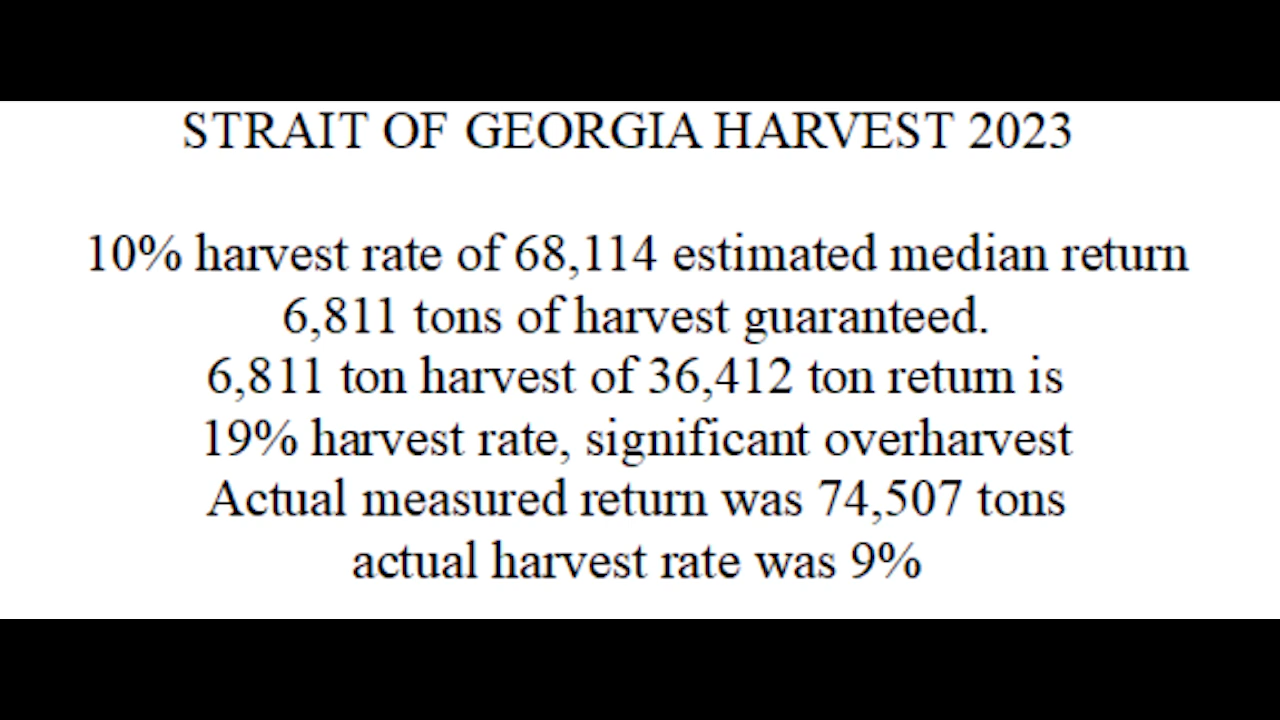 STRAIT OF GEORGIA HARVEST 2023
10% harvest rate of 68,114 estimated median return
6,811 tons of harvest guaranteed.
6,811 ton harvest of 36,412 ton return is
19% harvest rate, significant overharvest
Actual measured return was 74,507 tons
actual harvest rate was 9%